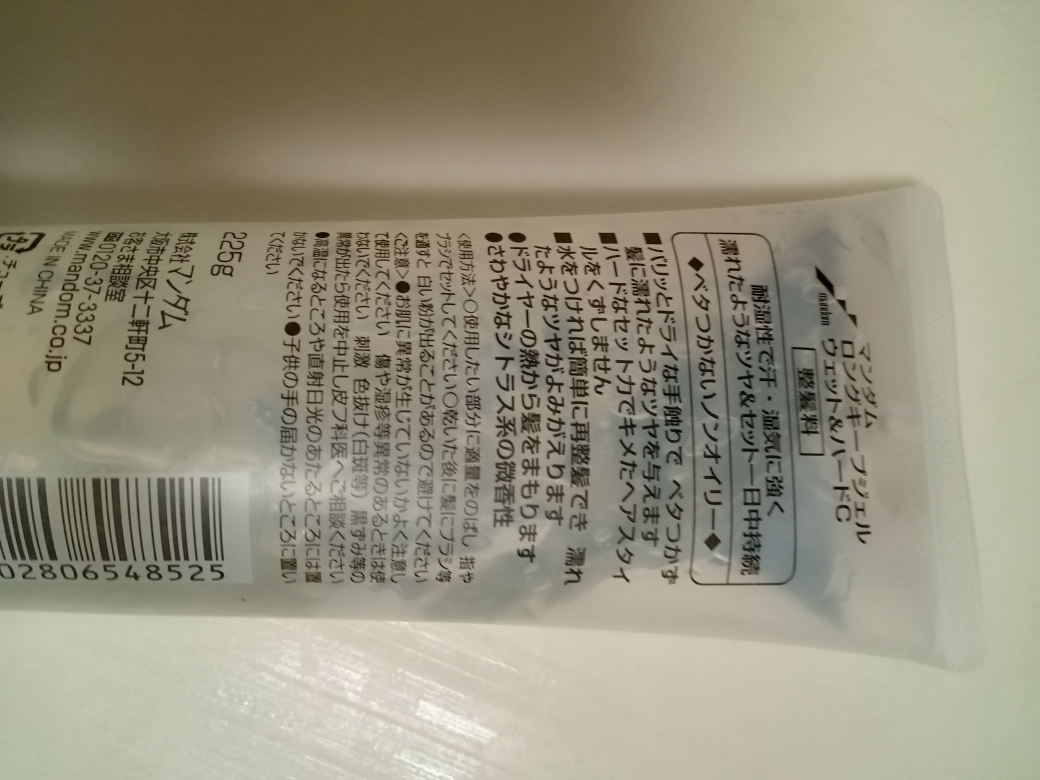 mandom
マンダム
ロングキープジェル
ウェット&ハードC
整髪料
耐湿性で汗・湿気に強く
濡れたようなツヤ&セット一日中持続
◆ベタつかないノンオイリー◆
■パリッとドライな手触りで ベタつかず
髪に濡れたようなツヤを与えます
■ハードなセット力でキメたヘアスタイ
ルをくずしません
■水をつければ簡単に再整髪でき 濡れ
たようなツヤがよみがえります
●ドライヤーの熱から髪をまもります
●さわやかなシトラス系の微香性
<使用方法>○使用したい部分に適量をのばし 指や
ブラシでセットしてください○乾いた後に髪にブラシ等
を通すと 白い粉が出ることがあるので避けてください
<ご注意>●お肌に異常が生じていないかよく注意し
て使用してください 傷や湿疹等異常のあるときは使
わないでください 刺激 色抜け(白斑等) 黒ずみ等の
異常が出たら使用を中止し皮フ科医へご相談ください
●高温になるところや直射日光のあたるところには置
かないでください●子供の手の届かないところに置い
てください
225g
株式会社マンダム
大阪市中央区十二軒町5-12
お客さま相談室
0120-37-3337
www.mandom.co.jp
MADE IN CHINA
028065 48525